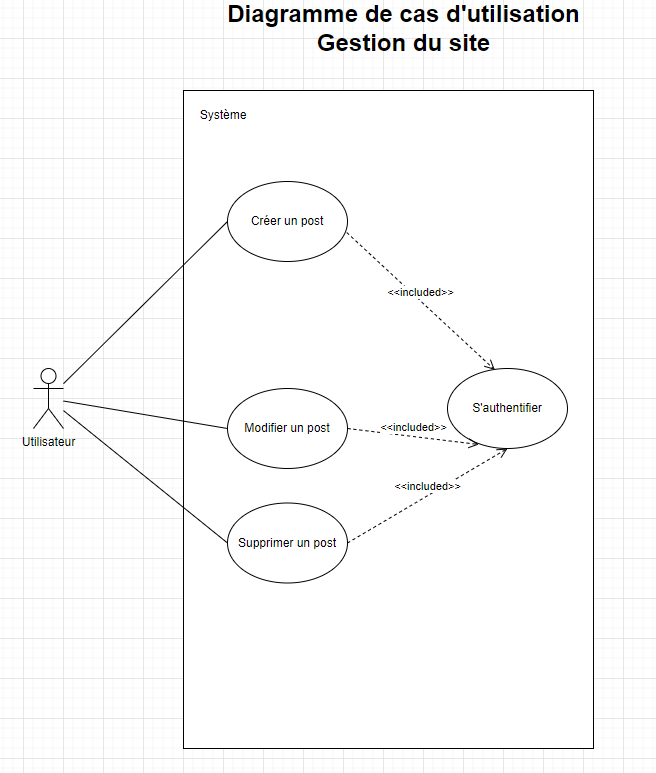 Diagramme de cas d'utilisation
Gestion du site
Système
Créer un post
<<included>>
S'authentifier
Modifier un post
<<included>>
Utilisateur
<<included>>
Supprimer un post